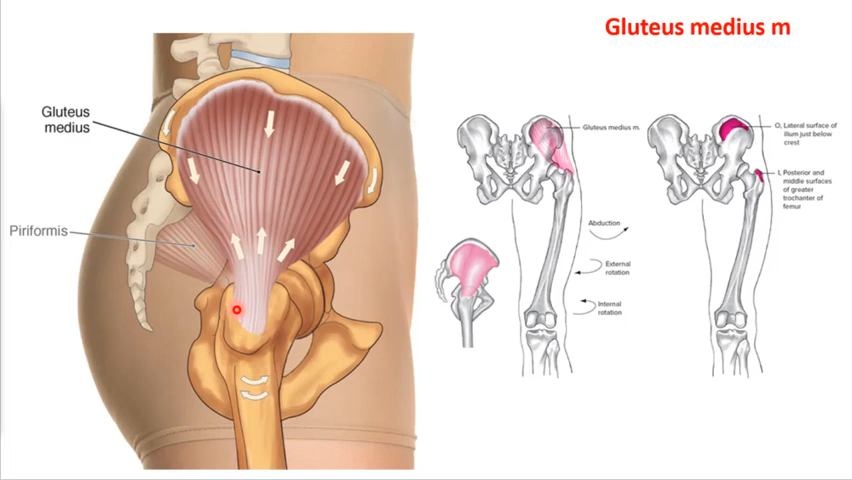 Gluteus medius m
Gluteus
medius
Piriformis
Gluteus medius m.
Abduction
External
rotation
Internal
rotation
O, Lateral surface of
ilium just below
crest
I, Posterior and
middle surfaces
of greater
trochanter of
femur